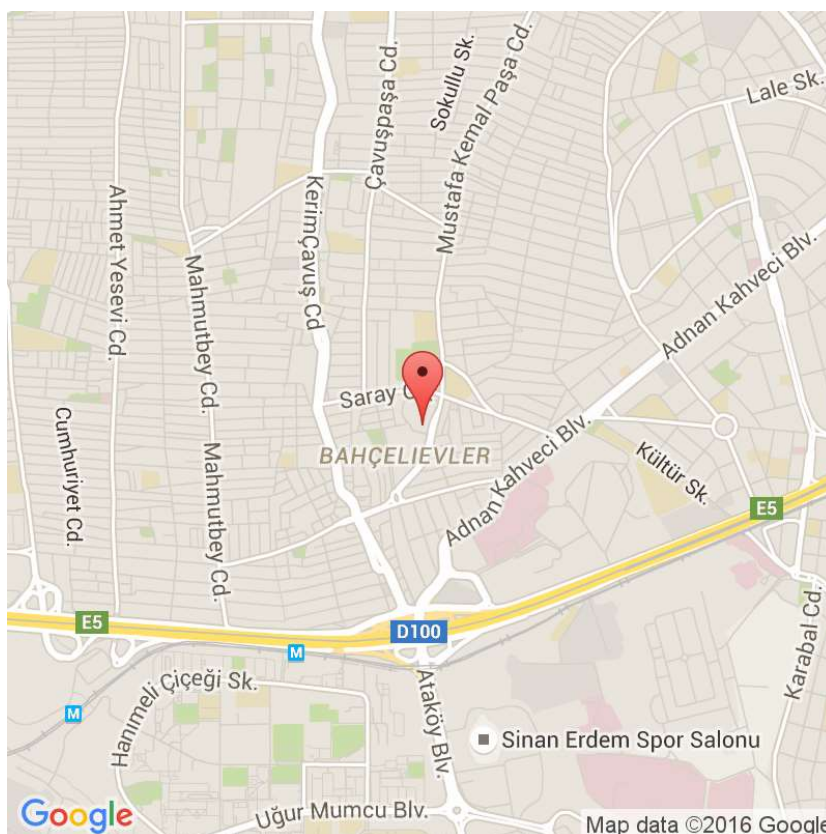 Lale Sk.
Sokullu Sk.
Çavuşpaşa Cd.
Mustafa Kemal Paşa Cd.
Ahmet Yesevi Cd.
KerimÇavuş Cd
Mahmutbey Cd.
Adnan Kahveci Blv.
Saray
Cumhuriyet Cd.
Mahmutbey Cd.
BAHÇELİEVLER
Adnan Kahveci Blv.
Kültür Sk.
E5
E5
D100
M
M
Hanımeli Çiçeği Sk.
Ataköy Blv.
Karabal Cd.
Sinan Erdem Spor Salonu
Uğur Mumcu Blv.
Google
Map data ©2016 Google